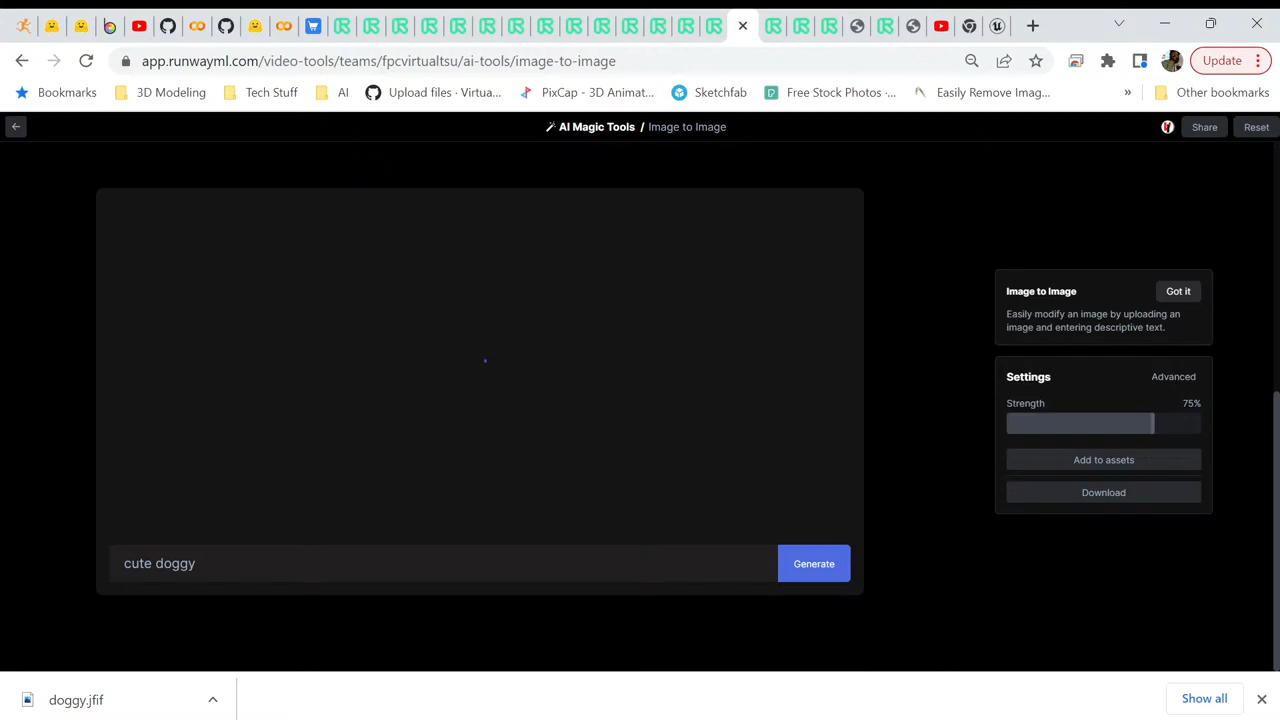 app.runwayml.com/video-tools/teams/fpcvirtualtsu/ai-tools/image-to-image
Update
Bookmarks
3D Modeling
Tech Stuff
AI
Upload files · Virtua...
PixCap - 3D Animat...
Sketchfab
Free Stock Photos ·...
Easily Remove Imag...
»
Other bookmarks
AI Magic Tools / Image to Image
Share
Reset
Image to Image
Got it
Easily modify an image by uploading an
image and entering descriptive text.
Settings
Advanced
Strength
75%
Add to assets
Download
cute doggy
Generate
doggy.jfif
Show all